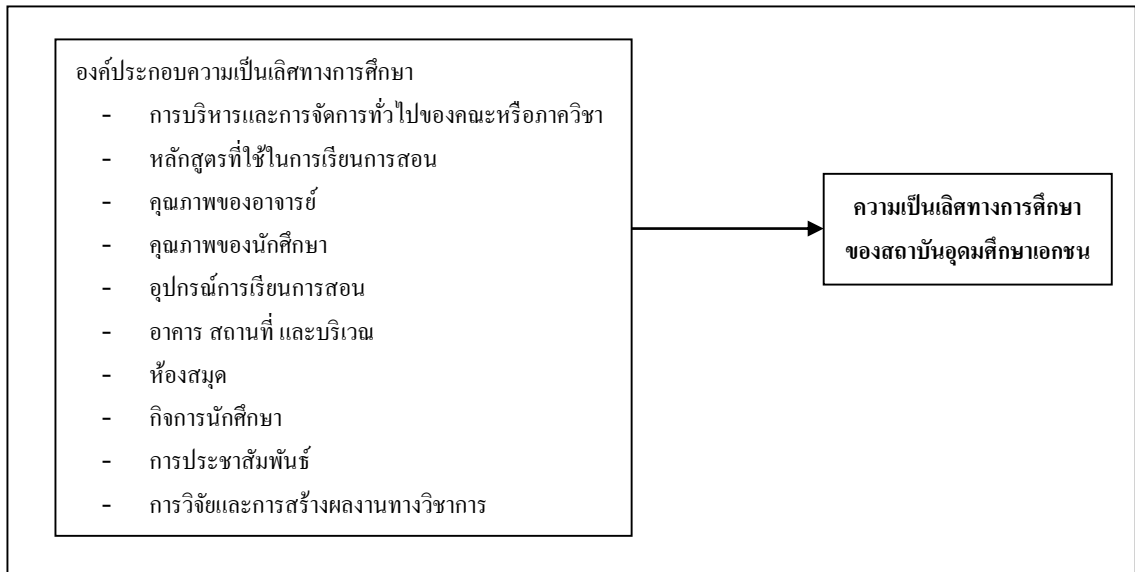 องค์ประกอบความเป็นเลิศทางการศึกษา
- การบริหารและการจัดการทั่วไปของคณะหรือภาควิชา
- หลักสูตรที่ใช้ในการเรียนการสอน
- คุณภาพของอาจารย์
- คุณภาพของนักศึกษา
- อุปกรณ์การเรียนการสอน
- อาคาร สถานที่ และบริเวณ
- ห้องสมุด
- กิจการนักศึกษา
- การประชาสัมพันธ์
- การวิจัยและการสร้างผลงานทางวิชาการ
ความเป็นเลิศทางการศึกษา
ของสถาบันอุดมศึกษาเอกชน